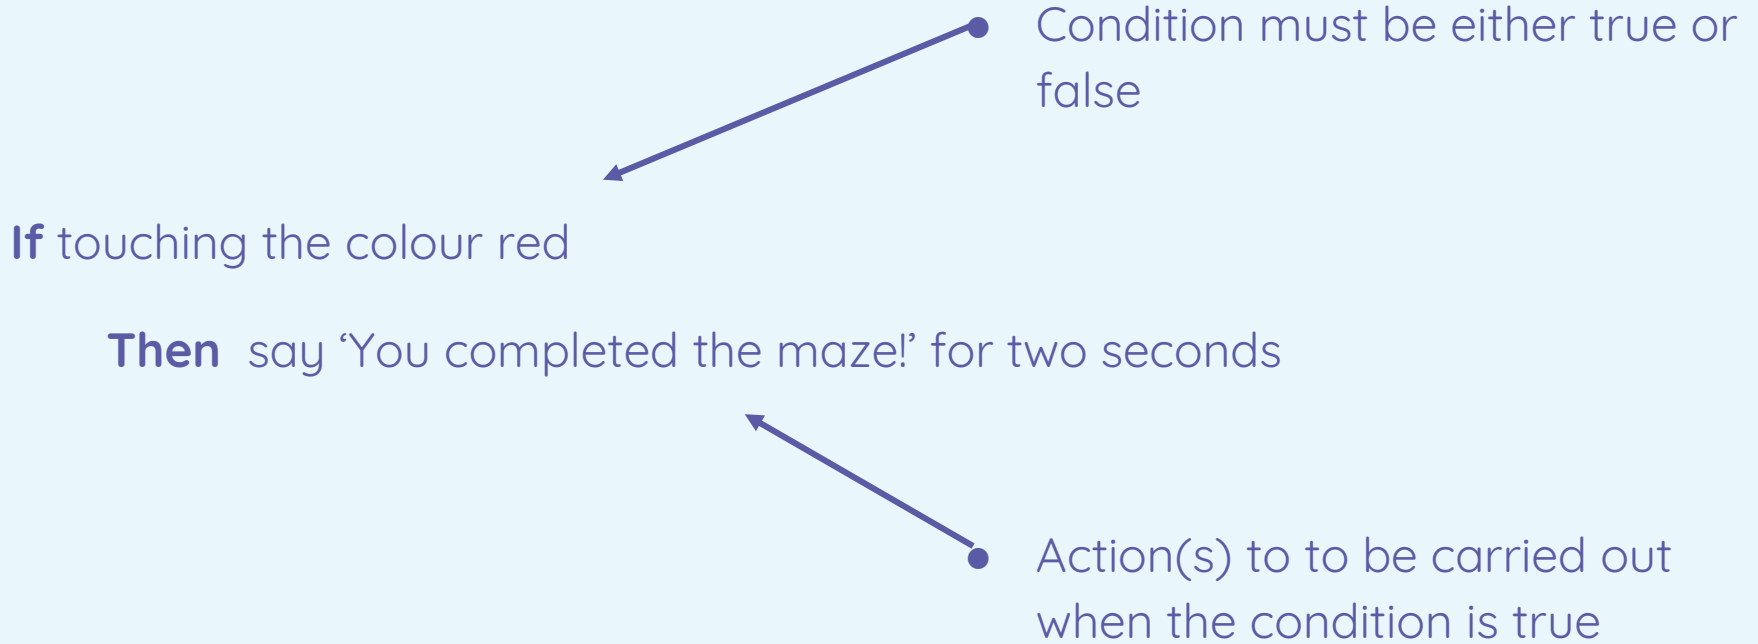 Condition must be either true or
false
If touching the colour red
Then say ‘You completed the maze!’ for two seconds
Action(s) to to be carried out
when the condition is true